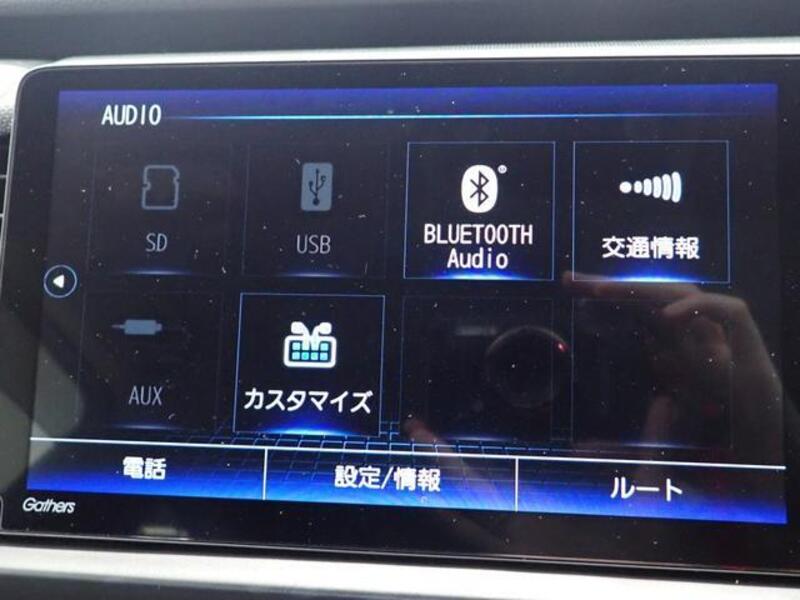 AUDIO
SD
USB
BLUETOOTH
Audio
交通情報
AUX
カスタマイズ
電話
設定/情報
ルート
Gathers